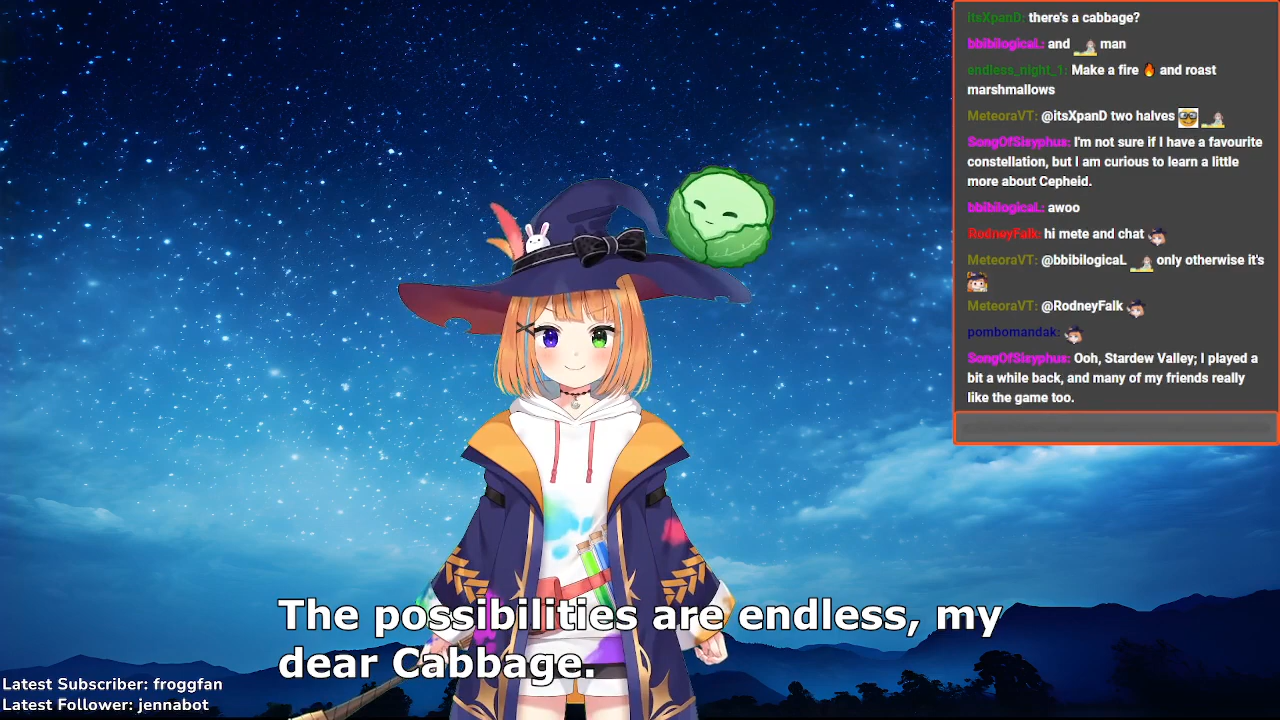 itsXpanD: there's a cabbage?
bbibilogicaL: and man
endless_night_1: Make a fire 🔥 and roast
marshmallows
MeteoraVT: @itsXpanD two halves
SongOfSisyphus: I'm not sure if I have a favourite
constellation, but I am curious to learn a little
more about Cepheid.
bbibilogicaL: awoo
RodneyFalk: hi mete and chat
MeteoraVT: @bbibilogicaL only otherwise it's
MeteoraVT: @RodneyFalk
pombomandak:
SongOfSisyphus: Ooh, Stardew Valley; I played a
bit a while back, and many of my friends really
like the game too.
The possibilities are endless, my
dear Cabbage.
Latest Subscriber: froggfan
Latest Follower: jennabot